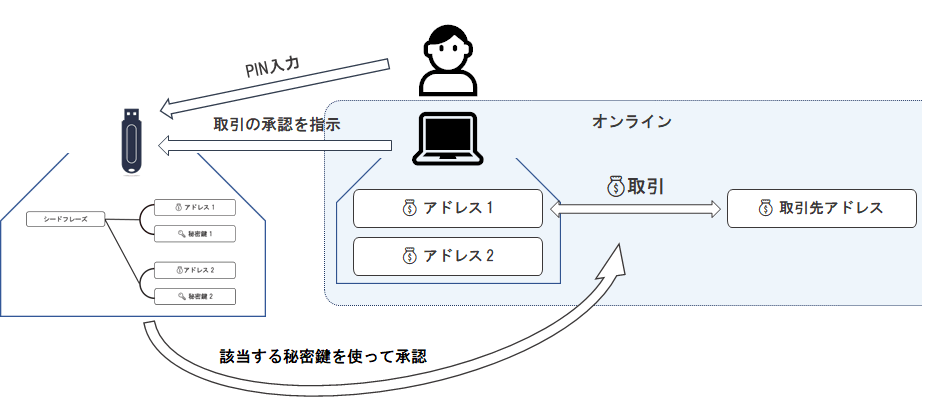 PIN入力
取引の承認を指示
オンライン
取引
アドレス1
取引先アドレス
アドレス2
シードフレーズ
アドレス1
秘密鍵1
アドレス2
秘密鍵2
該当する秘密鍵を使って承認